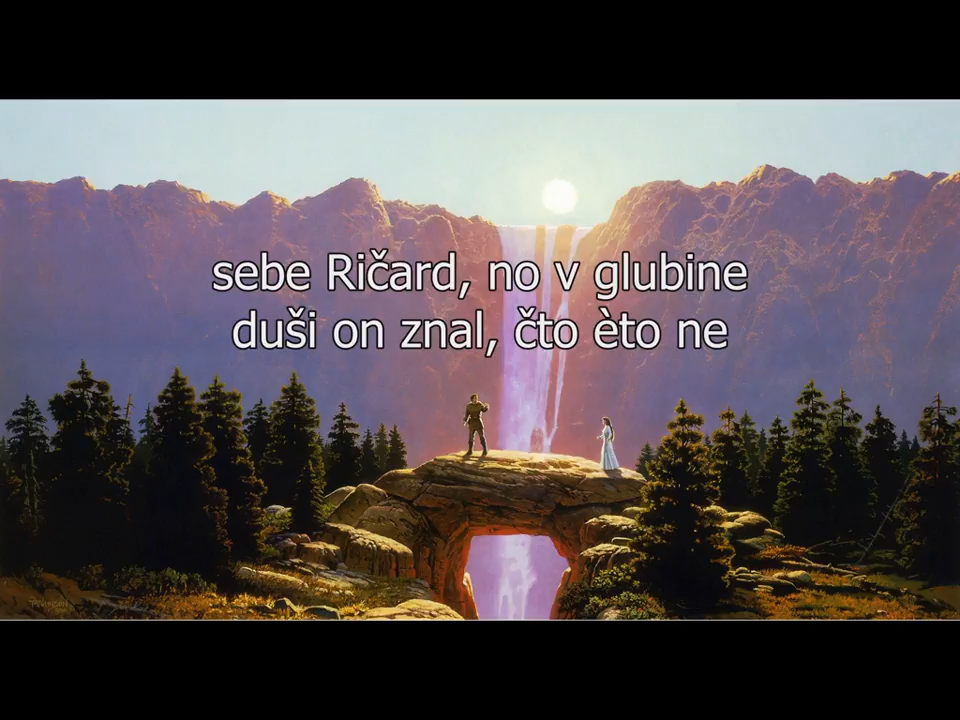 sebe Ričard, no v glubine
duši on znal, čto èto ne